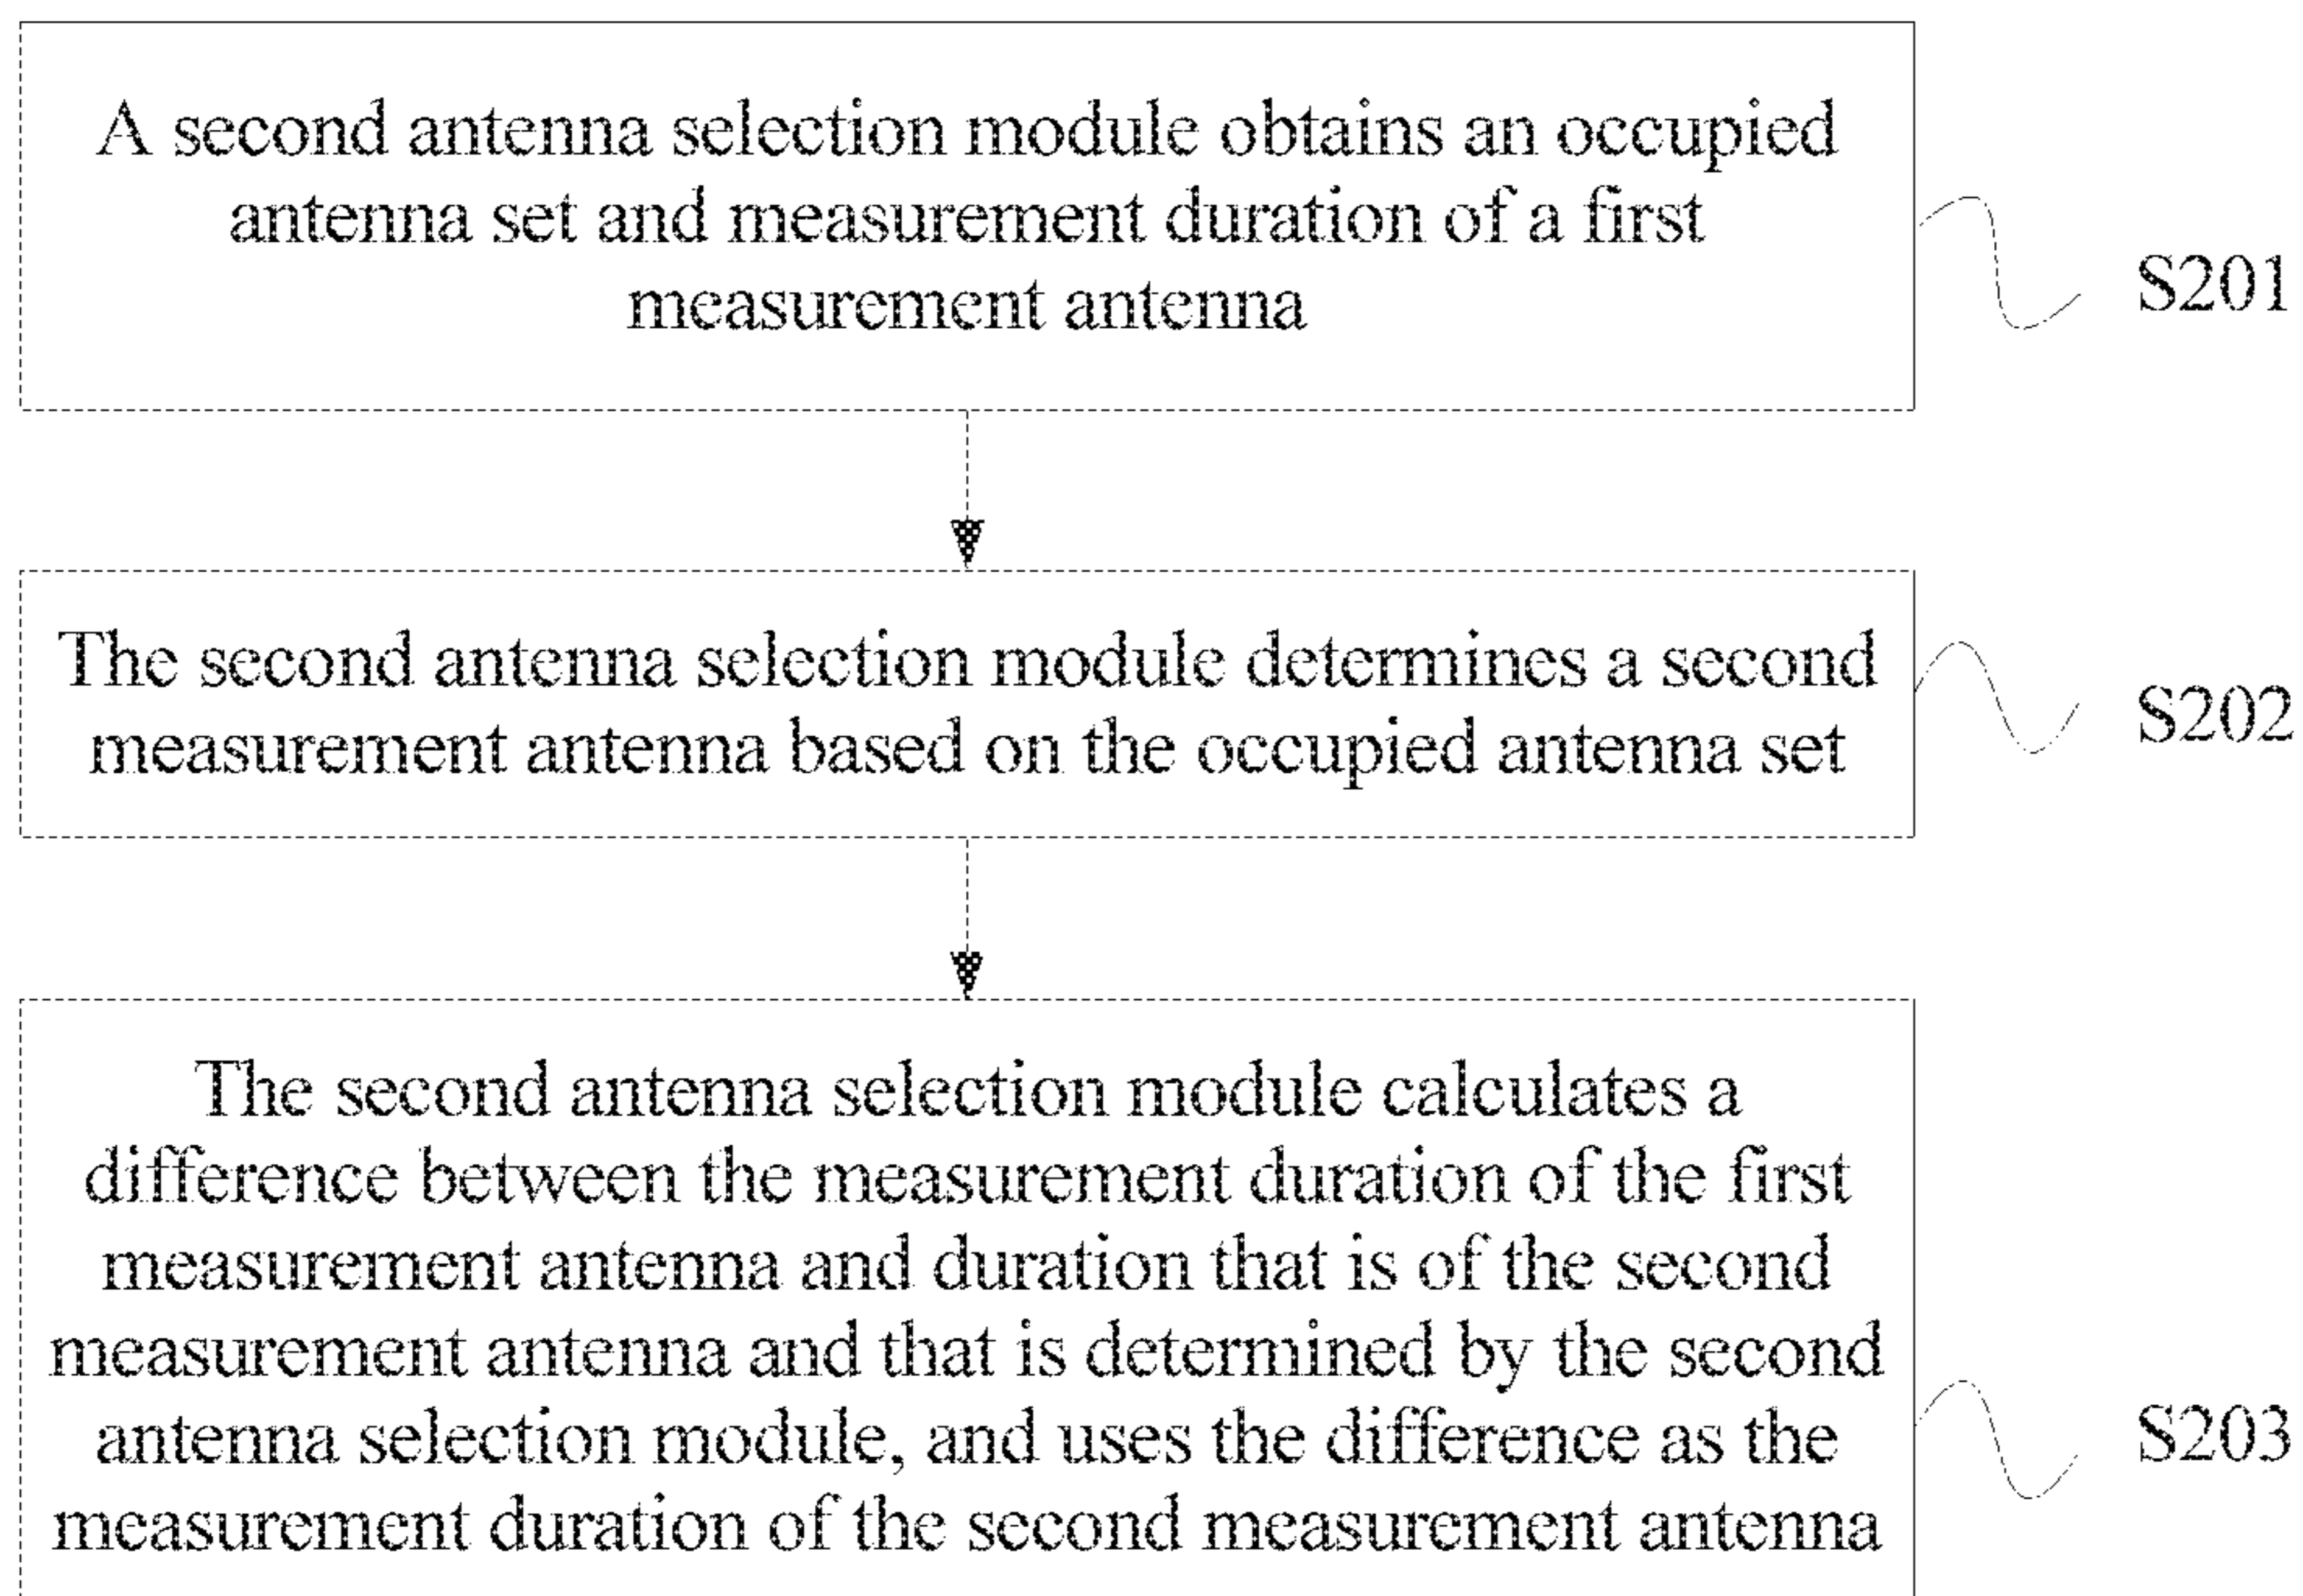 A second antenna selection module obtains an occupied
antenna set and measurement duration of a first
measurement antenna
S201
The second antenna selection module determines a second
measurement antenna based on the occupied antenna set
S202
The second antenna selection module calculates a
difference between the measurement duration of the first
measurement antenna and duration that is of the second
measurement antenna and that is determined by the second
antenna selection module, and uses the difference as the
measurement duration of the second measurement antenna
S203